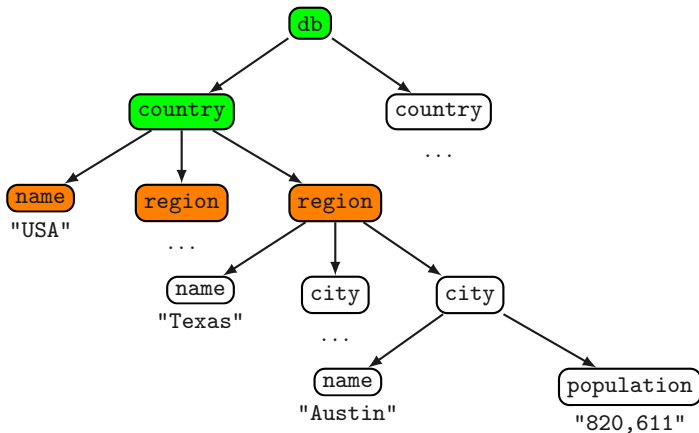 db
country
country
...
name
region
region
"USA"
...
name
city
city
"Texas"
...
name
population
"Austin"
"820,611"